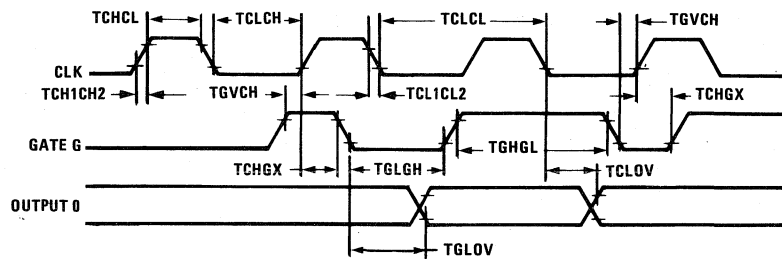 TCHCL TCLCH TCLCL TGVCH
CLK
TCH1CH2 TGVCH TCL1CL2 TCHGX
GATE G
TCHGX TGLGH TGHGL TCLOV
OUTPUT 0
TGLOV